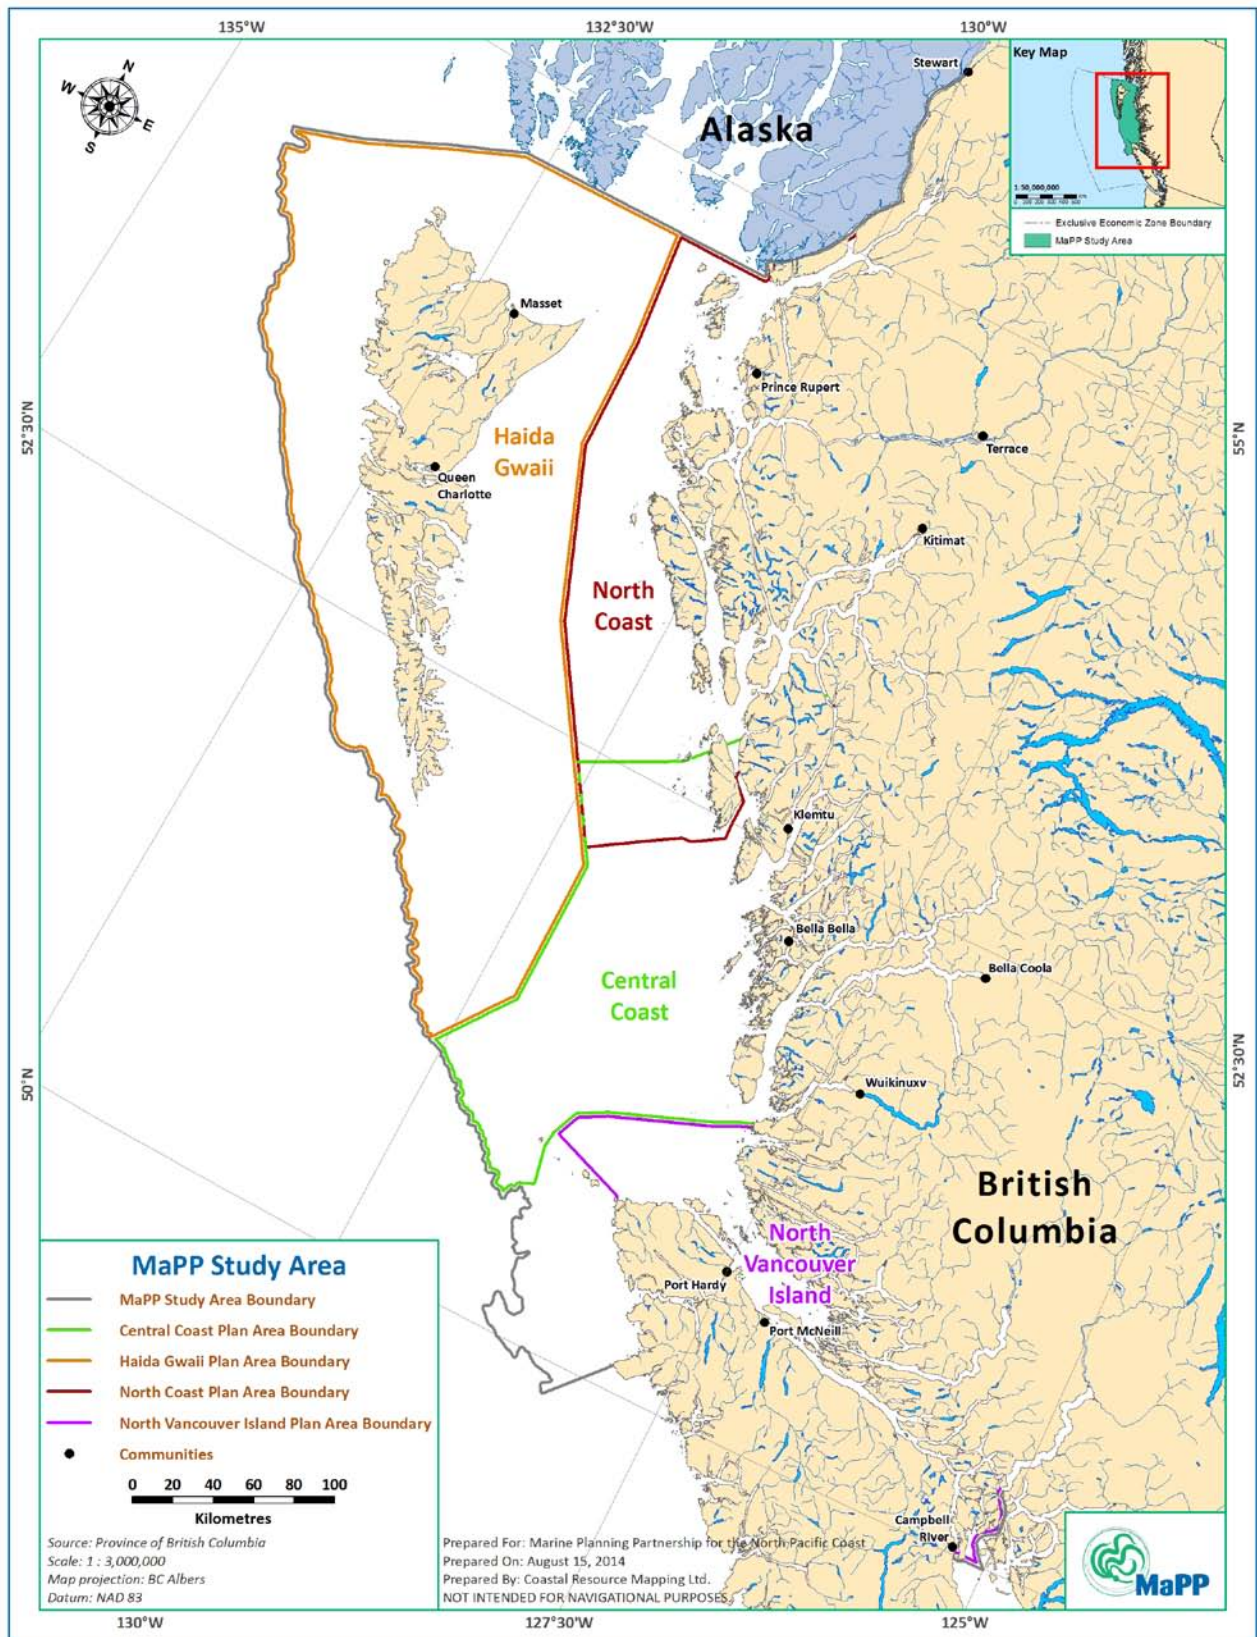 135°W
132°30'W
130°W
N
W
E
S
Stewart
Key Map
Alaska
1:50,000,000
Exclusive Economic Zone Boundary
MaPP Study Area
Masset
Prince Rupert
52°30'N
55°N
Haida
Gwaii
Terrace
Queen
Charlotte
Kitimat
North
Coast
Klemtu
Bella Bella
Bella Coola
Central
Coast
50°N
52°30'N
Wuikinuxv
British
Columbia
North
Vancouver
Island
Port Hardy
Port McNeill
MaPP Study Area
MaPP Study Area Boundary
Central Coast Plan Area Boundary
Haida Gwaii Plan Area Boundary
North Coast Plan Area Boundary
North Vancouver Island Plan Area Boundary
Communities
0 20 40 60 80 100
Kilometres
Campbell
River
Source: Province of British Columbia
Scale: 1 : 3,000,000
Map projection: BC Albers
Datum: NAD 83
Prepared For: Marine Planning Partnership for the North Pacific Coast
Prepared On: August 15, 2014
Prepared By: Coastal Resource Mapping Ltd.
NOT INTENDED FOR NAVIGATIONAL PURPOSES
MaPP
130°W
127°30'W
125°W